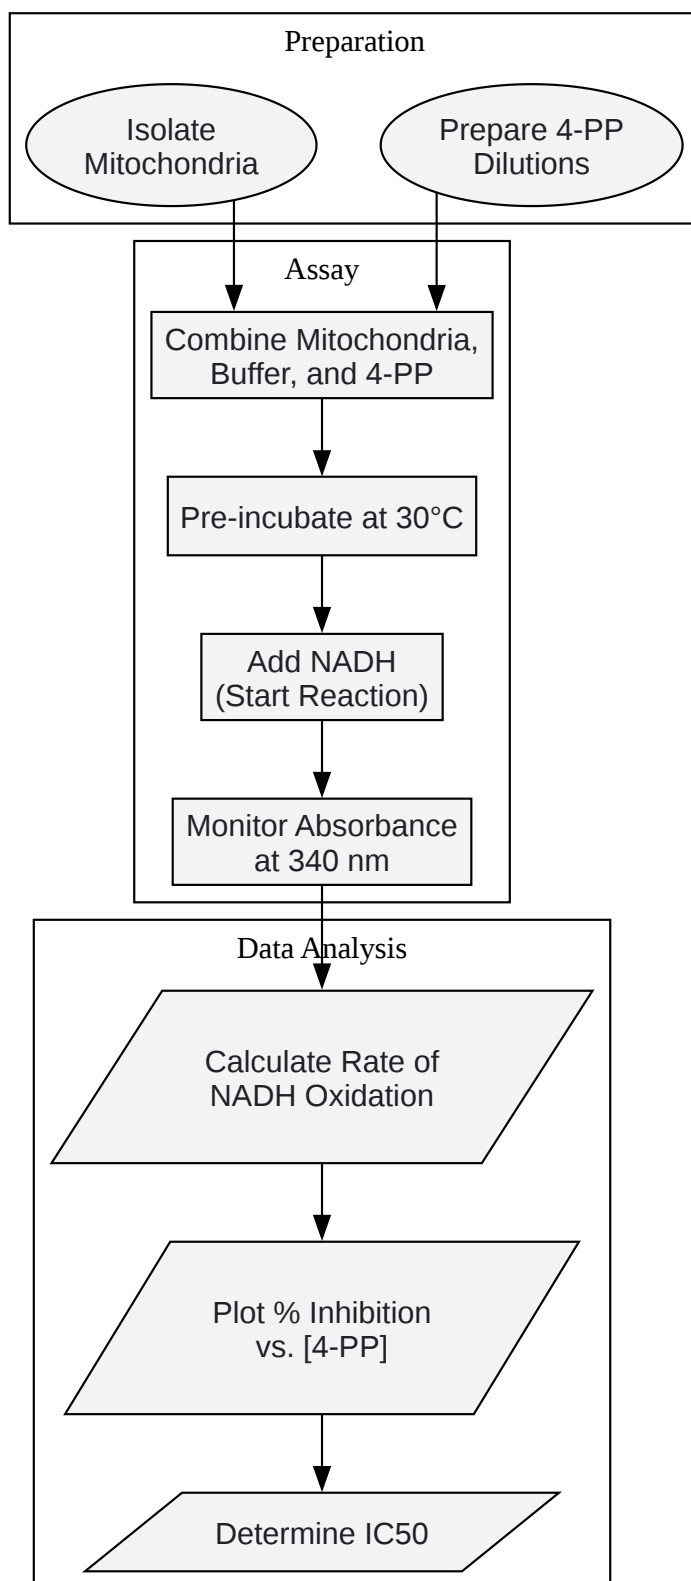 Preparation
Isolate
Mitochondria
Prepare 4-PP
Dilutions
Assay
Combine Mitochondria,
Buffer, and 4-PP
Pre-incubate at 30°C
Add NADH
(Start Reaction)
Monitor Absorbance
at 340 nm
Data Analysis
Calculate Rate of
NADH Oxidation
Plot % Inhibition
vs. [4-PP]
Determine IC50